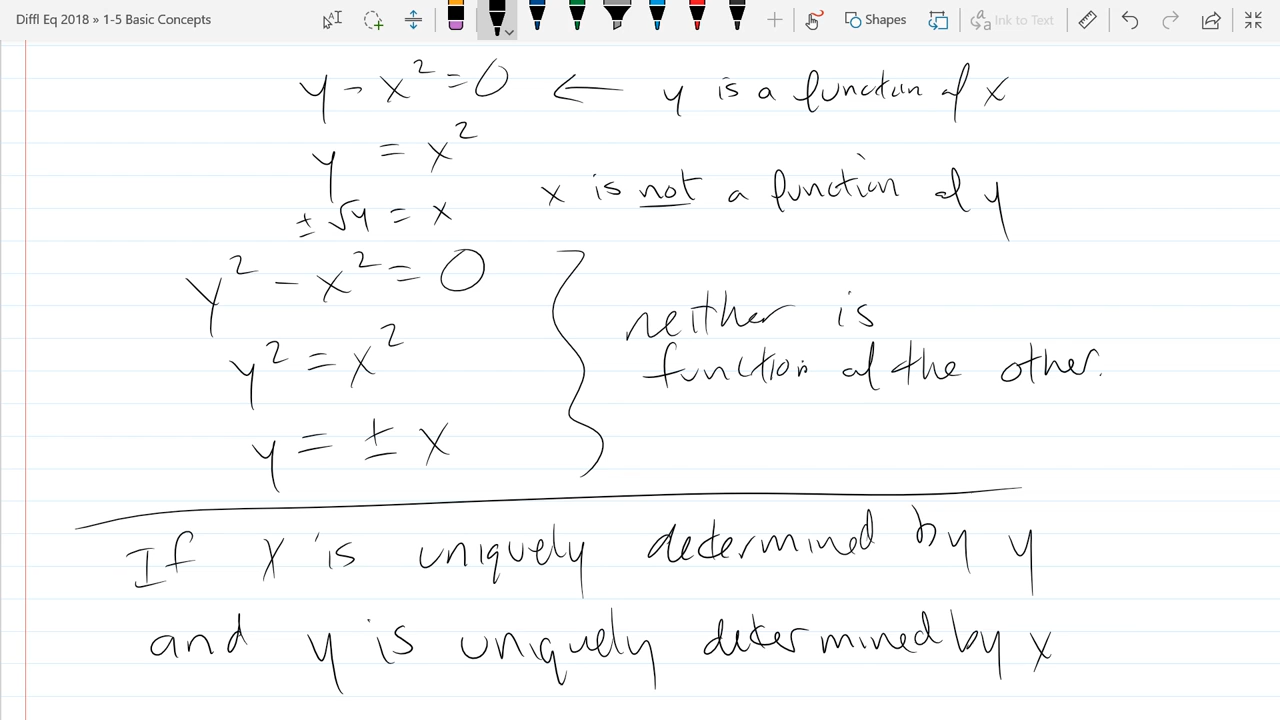 Diffl Eq 2018 » 1-5 Basic Concepts
Shapes
Ink to Text
y - x² = 0 ← y is a function of x
y = x²
x is not a function of y
± √y = x
y² - x² = 0
y² = x²
y = ± x
neither is
function of the other.
If x is uniquely determined by y
and y is uniquely determined by x